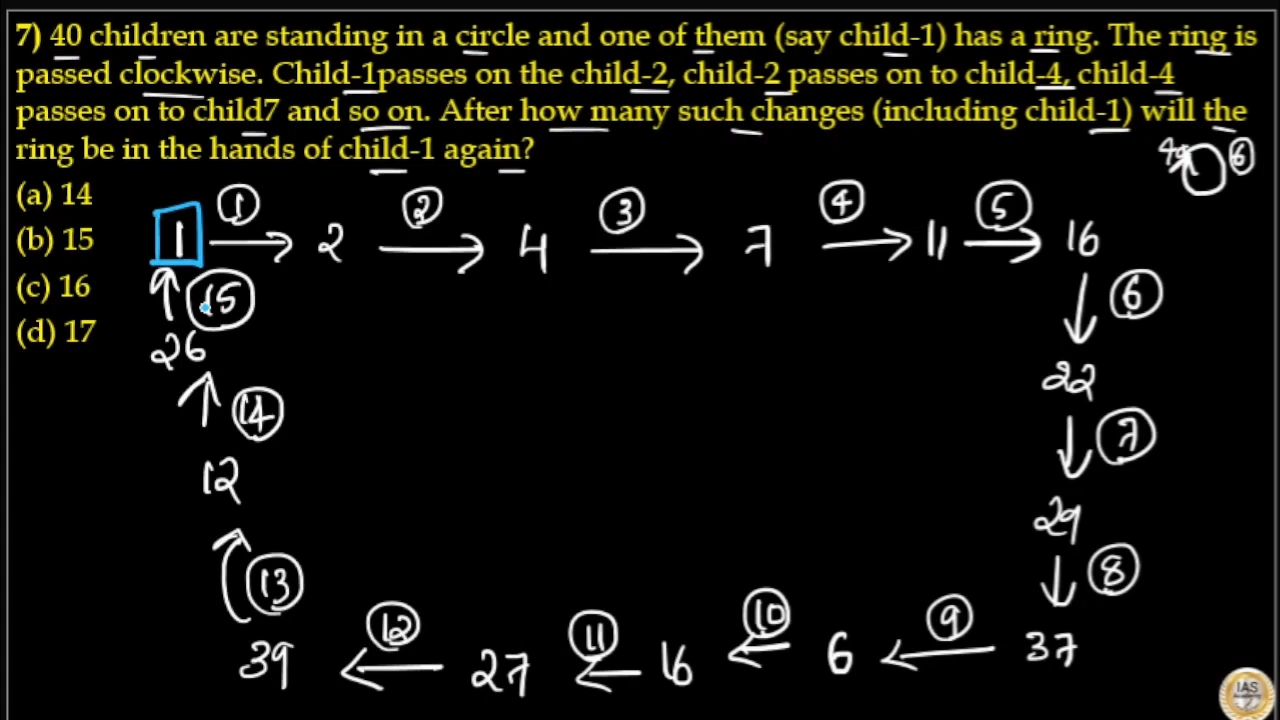 7) 40 children are standing in a circle and one of them (say child-1) has a ring. The ring is
passed clockwise. Child-1passes on the child-2, child-2 passes on to child-4, child-4
passes on to child7 and so on. After how many such changes (including child-1) will the
ring be in the hands of child-1 again?
6
(a) 14
(b) 15
(c) 16
(d) 17
1 2 3 4 5
1 2 4 7 11 16
15 6
26 22
14 7
12 29
13 8
12 11 10 9
39 27 16 6 37
IAS